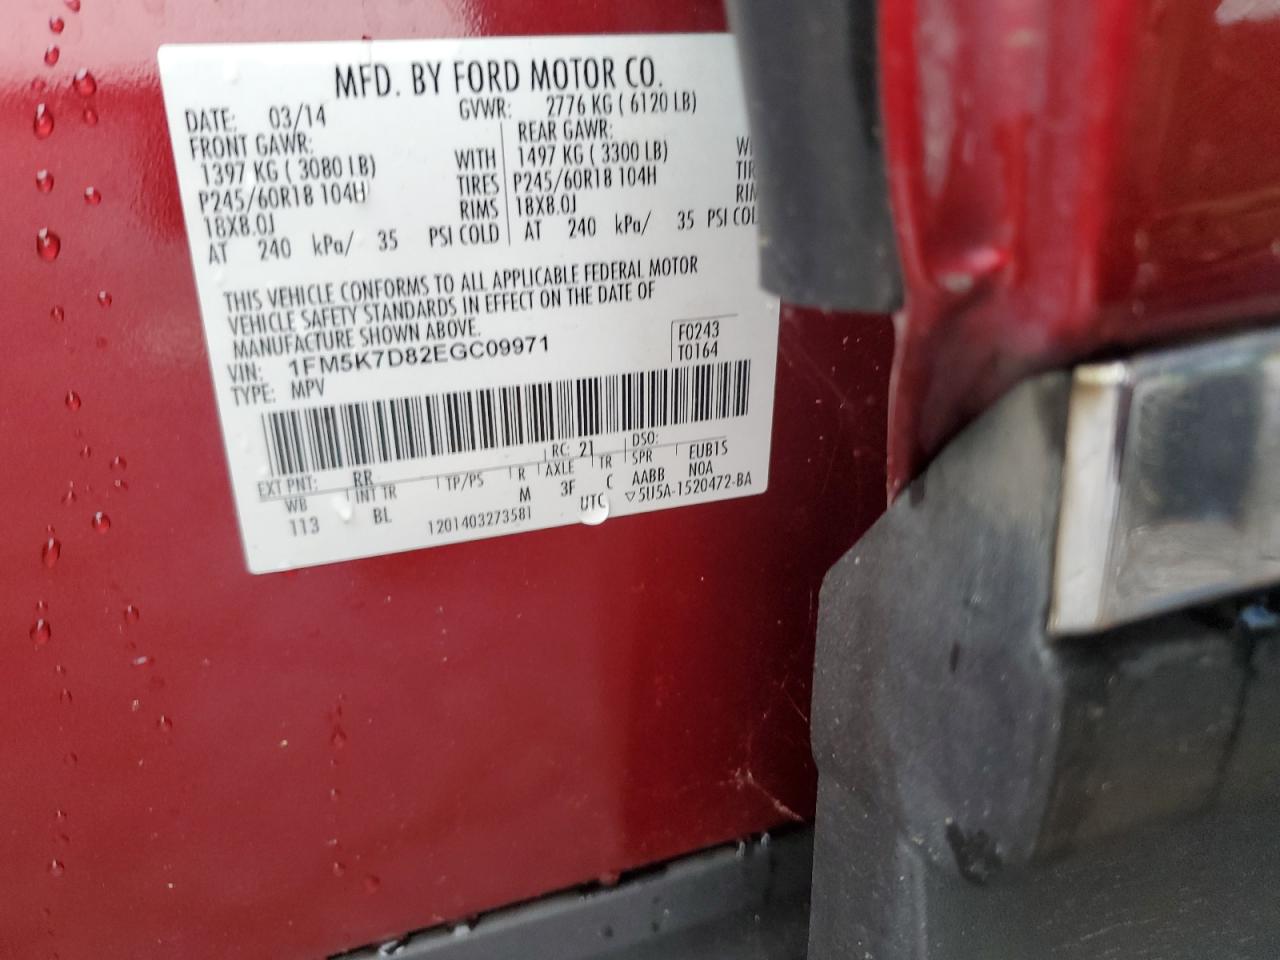 MFD. BY FORD MOTOR CO.
DATE: 03/14 GVWR: 2776 KG ( 6120 LB)
FRONT GAWR: REAR GAWR:
1397 KG ( 3080 LB) WITH 1497 KG ( 3300 LB)
P245/60R18 104H TIRES P245/60R18 104H
18X8.0J RIMS 18X8.0J
AT 240 kPa/ 35 PSI COLD AT 240 kPa/ 35 PSI COL
THIS VEHICLE CONFORMS TO ALL APPLICABLE FEDERAL MOTOR
VEHICLE SAFETY STANDARDS IN EFFECT ON THE DATE OF
MANUFACTURE SHOWN ABOVE.
VIN: 1FM5K7D82EGC09971 F0243
TYPE: MPV T0164
EXT PNT: RR RC: 21 DSO:
WB INT TR TP/PS R AXLE TR SPR EUB1S
113 BL M 3F C AABB NOA
1201403273581 UTC ▽5U5A-1520472-BA